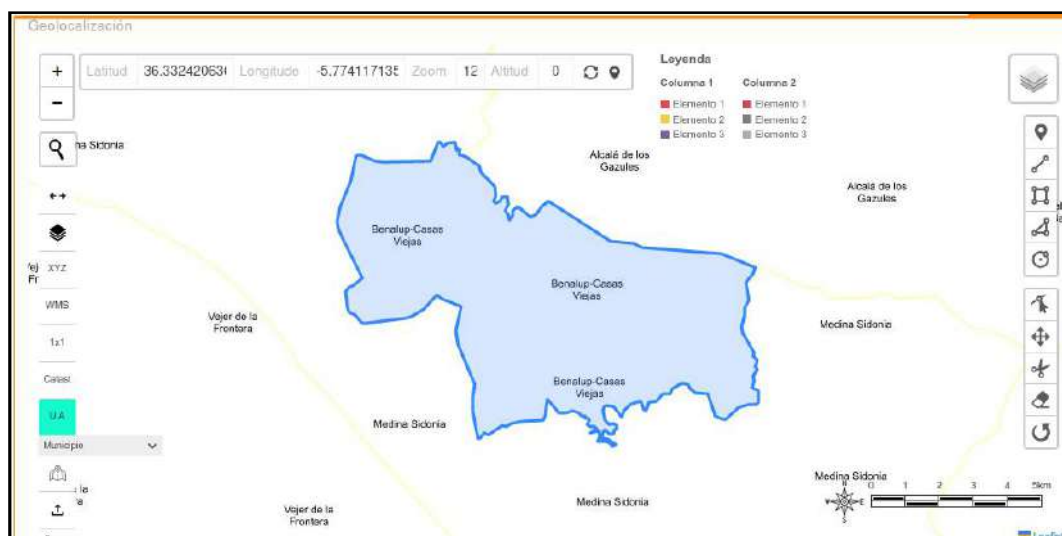 Geolocalización
+
Latitud 36.33242063 Longitude -5.774117135 Zoom 12 Altitud 0
−
Leyenda
Columna 1 Columna 2
Elemento 1 Elemento 1
Elemento 2 Elemento 2
Elemento 3 Elemento 3
Sidonia
Alcalá de los
Gazules
Alcalá de los
Gazules
Benalup-Casas
Viejas
XYZ
Fr
Benalup-Casas
Viejas
WMS
Vejer de la
Frontera
Medina Sidonia
1x1
Catast
Benalup-Casas
Viejas
U.A
Medina Sidonia
Municipio
Medina Sidonia
la
Vejer de la
Frontera
Medina Sidonia
N
W E
S
0 1 2 3 4 5km